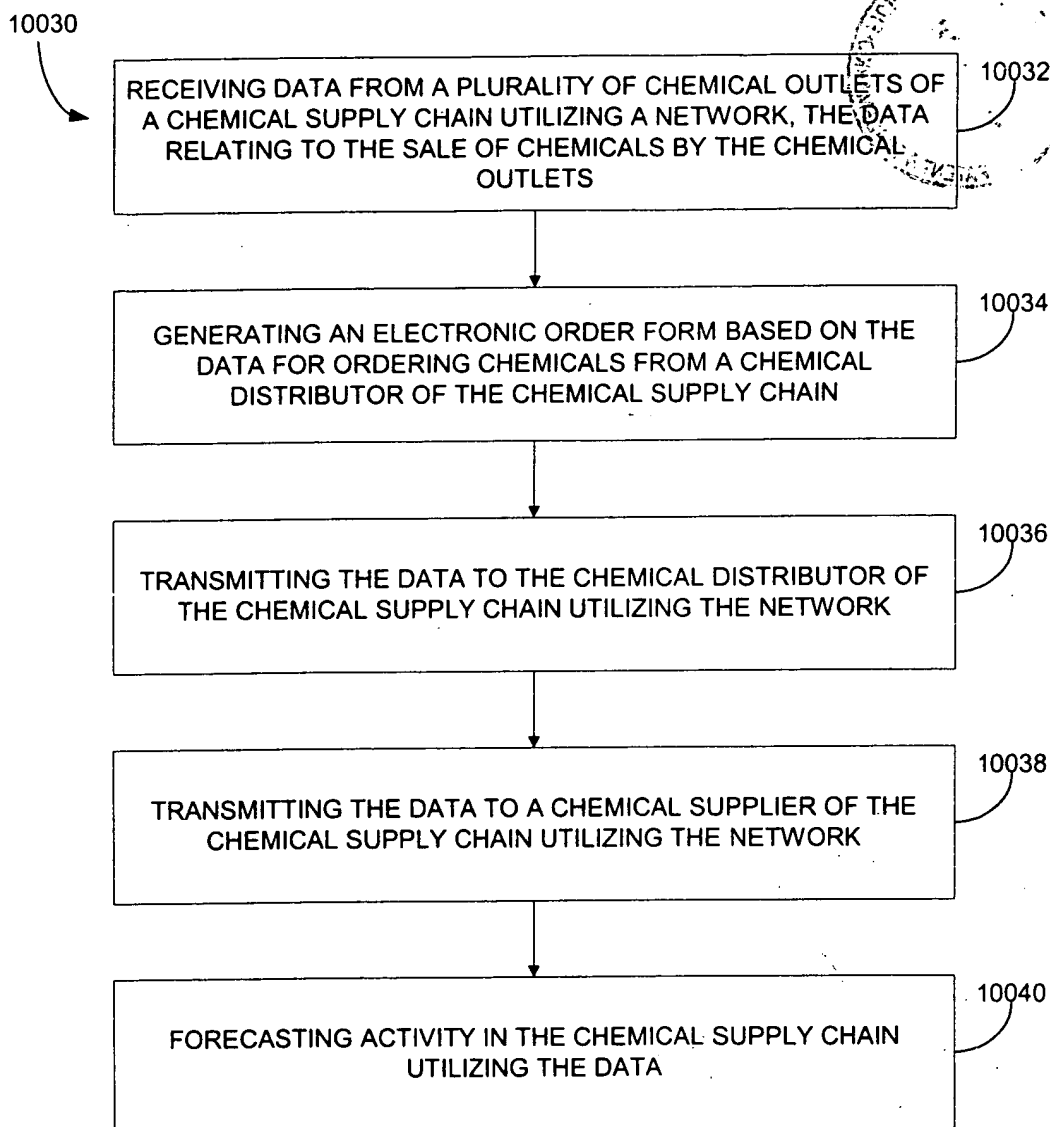 10030
RECEIVING DATA FROM A PLURALITY OF CHEMICAL OUTLETS OF
A CHEMICAL SUPPLY CHAIN UTILIZING A NETWORK, THE DATA
RELATING TO THE SALE OF CHEMICALS BY THE CHEMICAL
OUTLETS
10032
GENERATING AN ELECTRONIC ORDER FORM BASED ON THE
DATA FOR ORDERING CHEMICALS FROM A CHEMICAL
DISTRIBUTOR OF THE CHEMICAL SUPPLY CHAIN
10034
TRANSMITTING THE DATA TO THE CHEMICAL DISTRIBUTOR OF
THE CHEMICAL SUPPLY CHAIN UTILIZING THE NETWORK
10036
TRANSMITTING THE DATA TO A CHEMICAL SUPPLIER OF THE
CHEMICAL SUPPLY CHAIN UTILIZING THE NETWORK
10038
FORECASTING ACTIVITY IN THE CHEMICAL SUPPLY CHAIN
UTILIZING THE DATA
10040